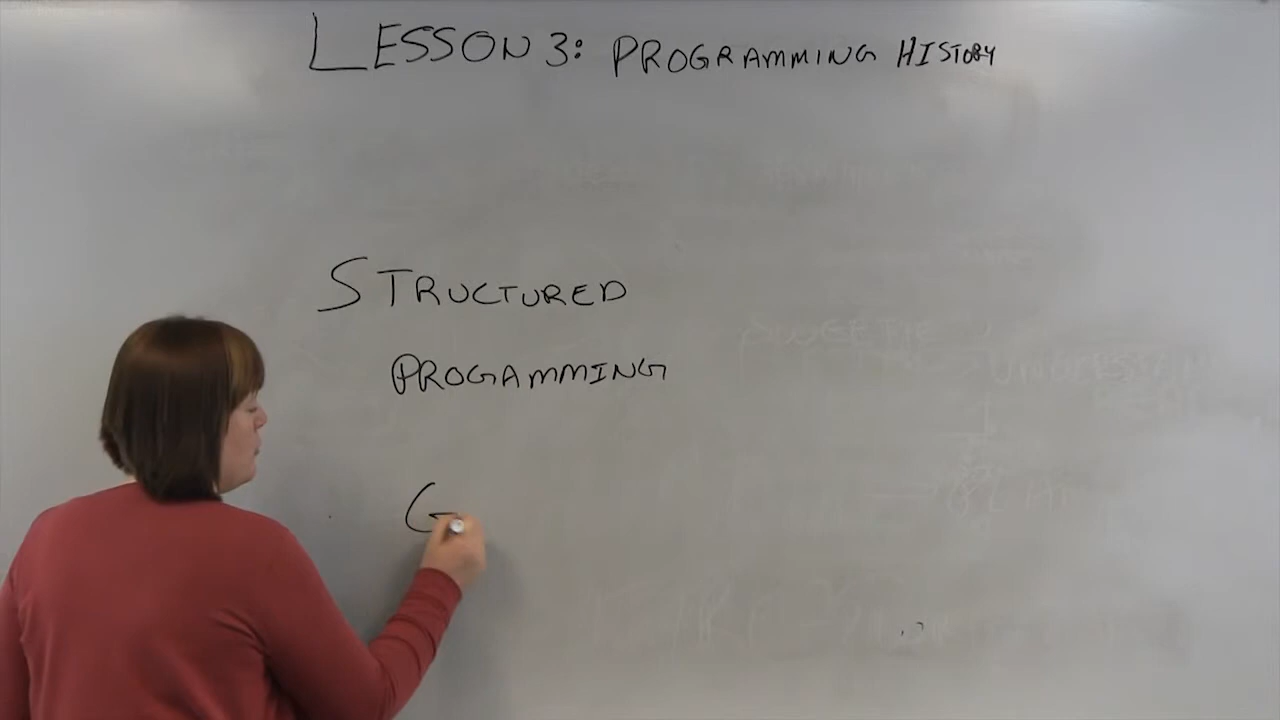 LESSON 3: PROGRAMMING HISTORY
STRUCTURED
PROGAMMING
G